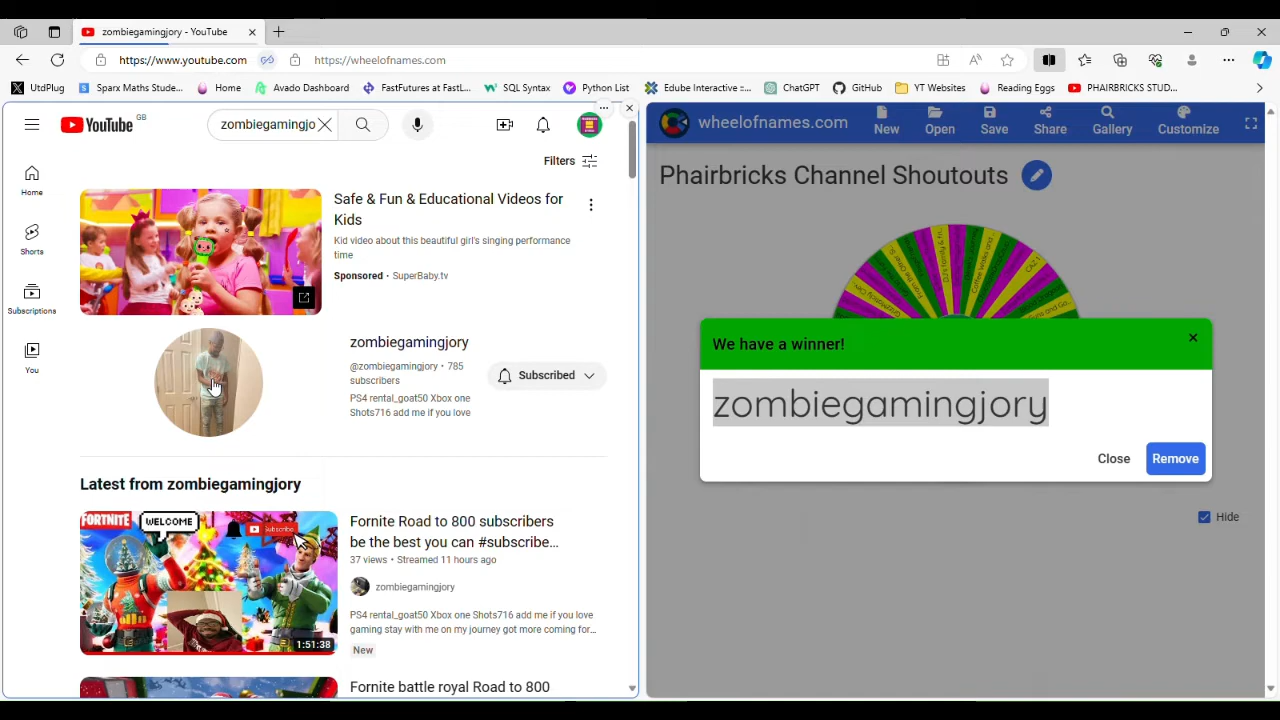 zombiegamingjory - YouTube
https://www.youtube.com
https://wheelofnames.com
UtdPlug
Sparx Maths Stude...
Home
Avado Dashboard
FastFutures at FastL...
SQL Syntax
Python List
Edube Interactive ::...
ChatGPT
GitHub
YT Websites
Reading Eggs
PHAIRBRICKS STUD...
YouTube GB
zombiegamingjo
Filters
Home
Shorts
Subscriptions
You
Safe & Fun & Educational Videos for
Kids
Kid video about this beautiful girl's singing performance
time
Sponsored · SuperBaby.tv
zombiegamingjory
@zombiegamingjory · 785
subscribers
PS4 rental_goat50 Xbox one
Shots716 add me if you love
Subscribed
Latest from zombiegamingjory
FORTNITE
WELCOME
Subscribe
1:51:38
Fornite Road to 800 subscribers
be the best you can #subscribe...
37 views · Streamed 11 hours ago
zombiegamingjory
PS4 rental_goat50 Xbox one Shots716 add me if you love
gaming stay with me on my journey got more coming for...
New
Fornite battle royal Road to 800
wheelofnames.com
New
Open
Save
Share
Gallery
Customize
Phairbricks Channel Shoutouts
We have a winner!
zombiegamingjory
Close
Remove
Hide